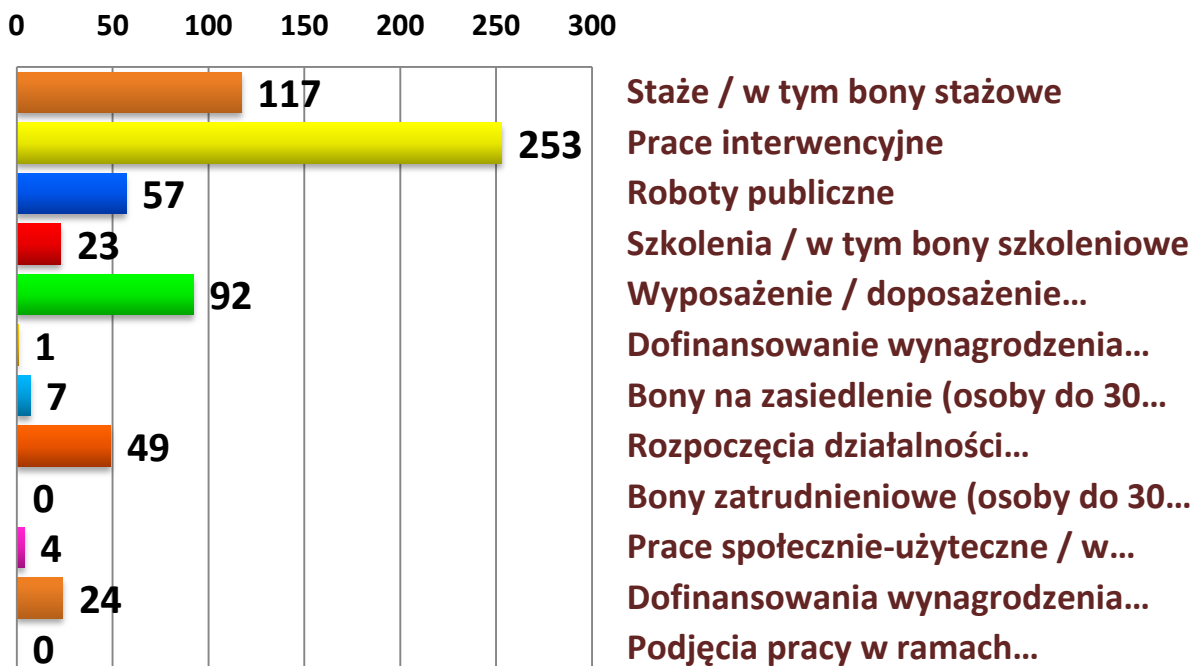 0 50 100 150 200 250 300
117 Staże / w tym bony stażowe
253 Prace interwencyjne
57 Roboty publiczne
23 Szkolenia / w tym bony szkoleniowe
92 Wyposażenie / doposażenie...
1 Dofinansowanie wynagrodzenia...
7 Bony na zasiedlenie (osoby do 30...
49 Rozpoczęcia działalności...
0 Bony zatrudnieniowe (osoby do 30...
4 Prace społecznie-użyteczne / w...
24 Dofinansowania wynagrodzenia...
0 Podjęcia pracy w ramach...